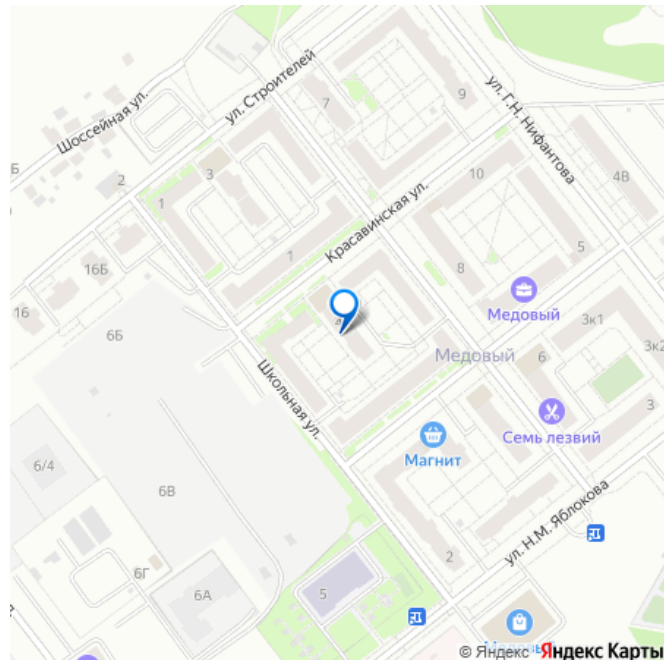 ул. Строителей
Шоссейная ул.
7
9
ул. Г.Н. Нифантова
Б
2
3
10
4В
1
1
Красавинская ул.
16Б
8
5
16
Медовый
6Б
3к1
Медовый
6
3к2
Школьная ул.
Семь лезвий
3
Магнит
6/4
6В
ул. Н.М. Яблокова
2
6Г
6А
5
© Яндекс Яндекс Карты